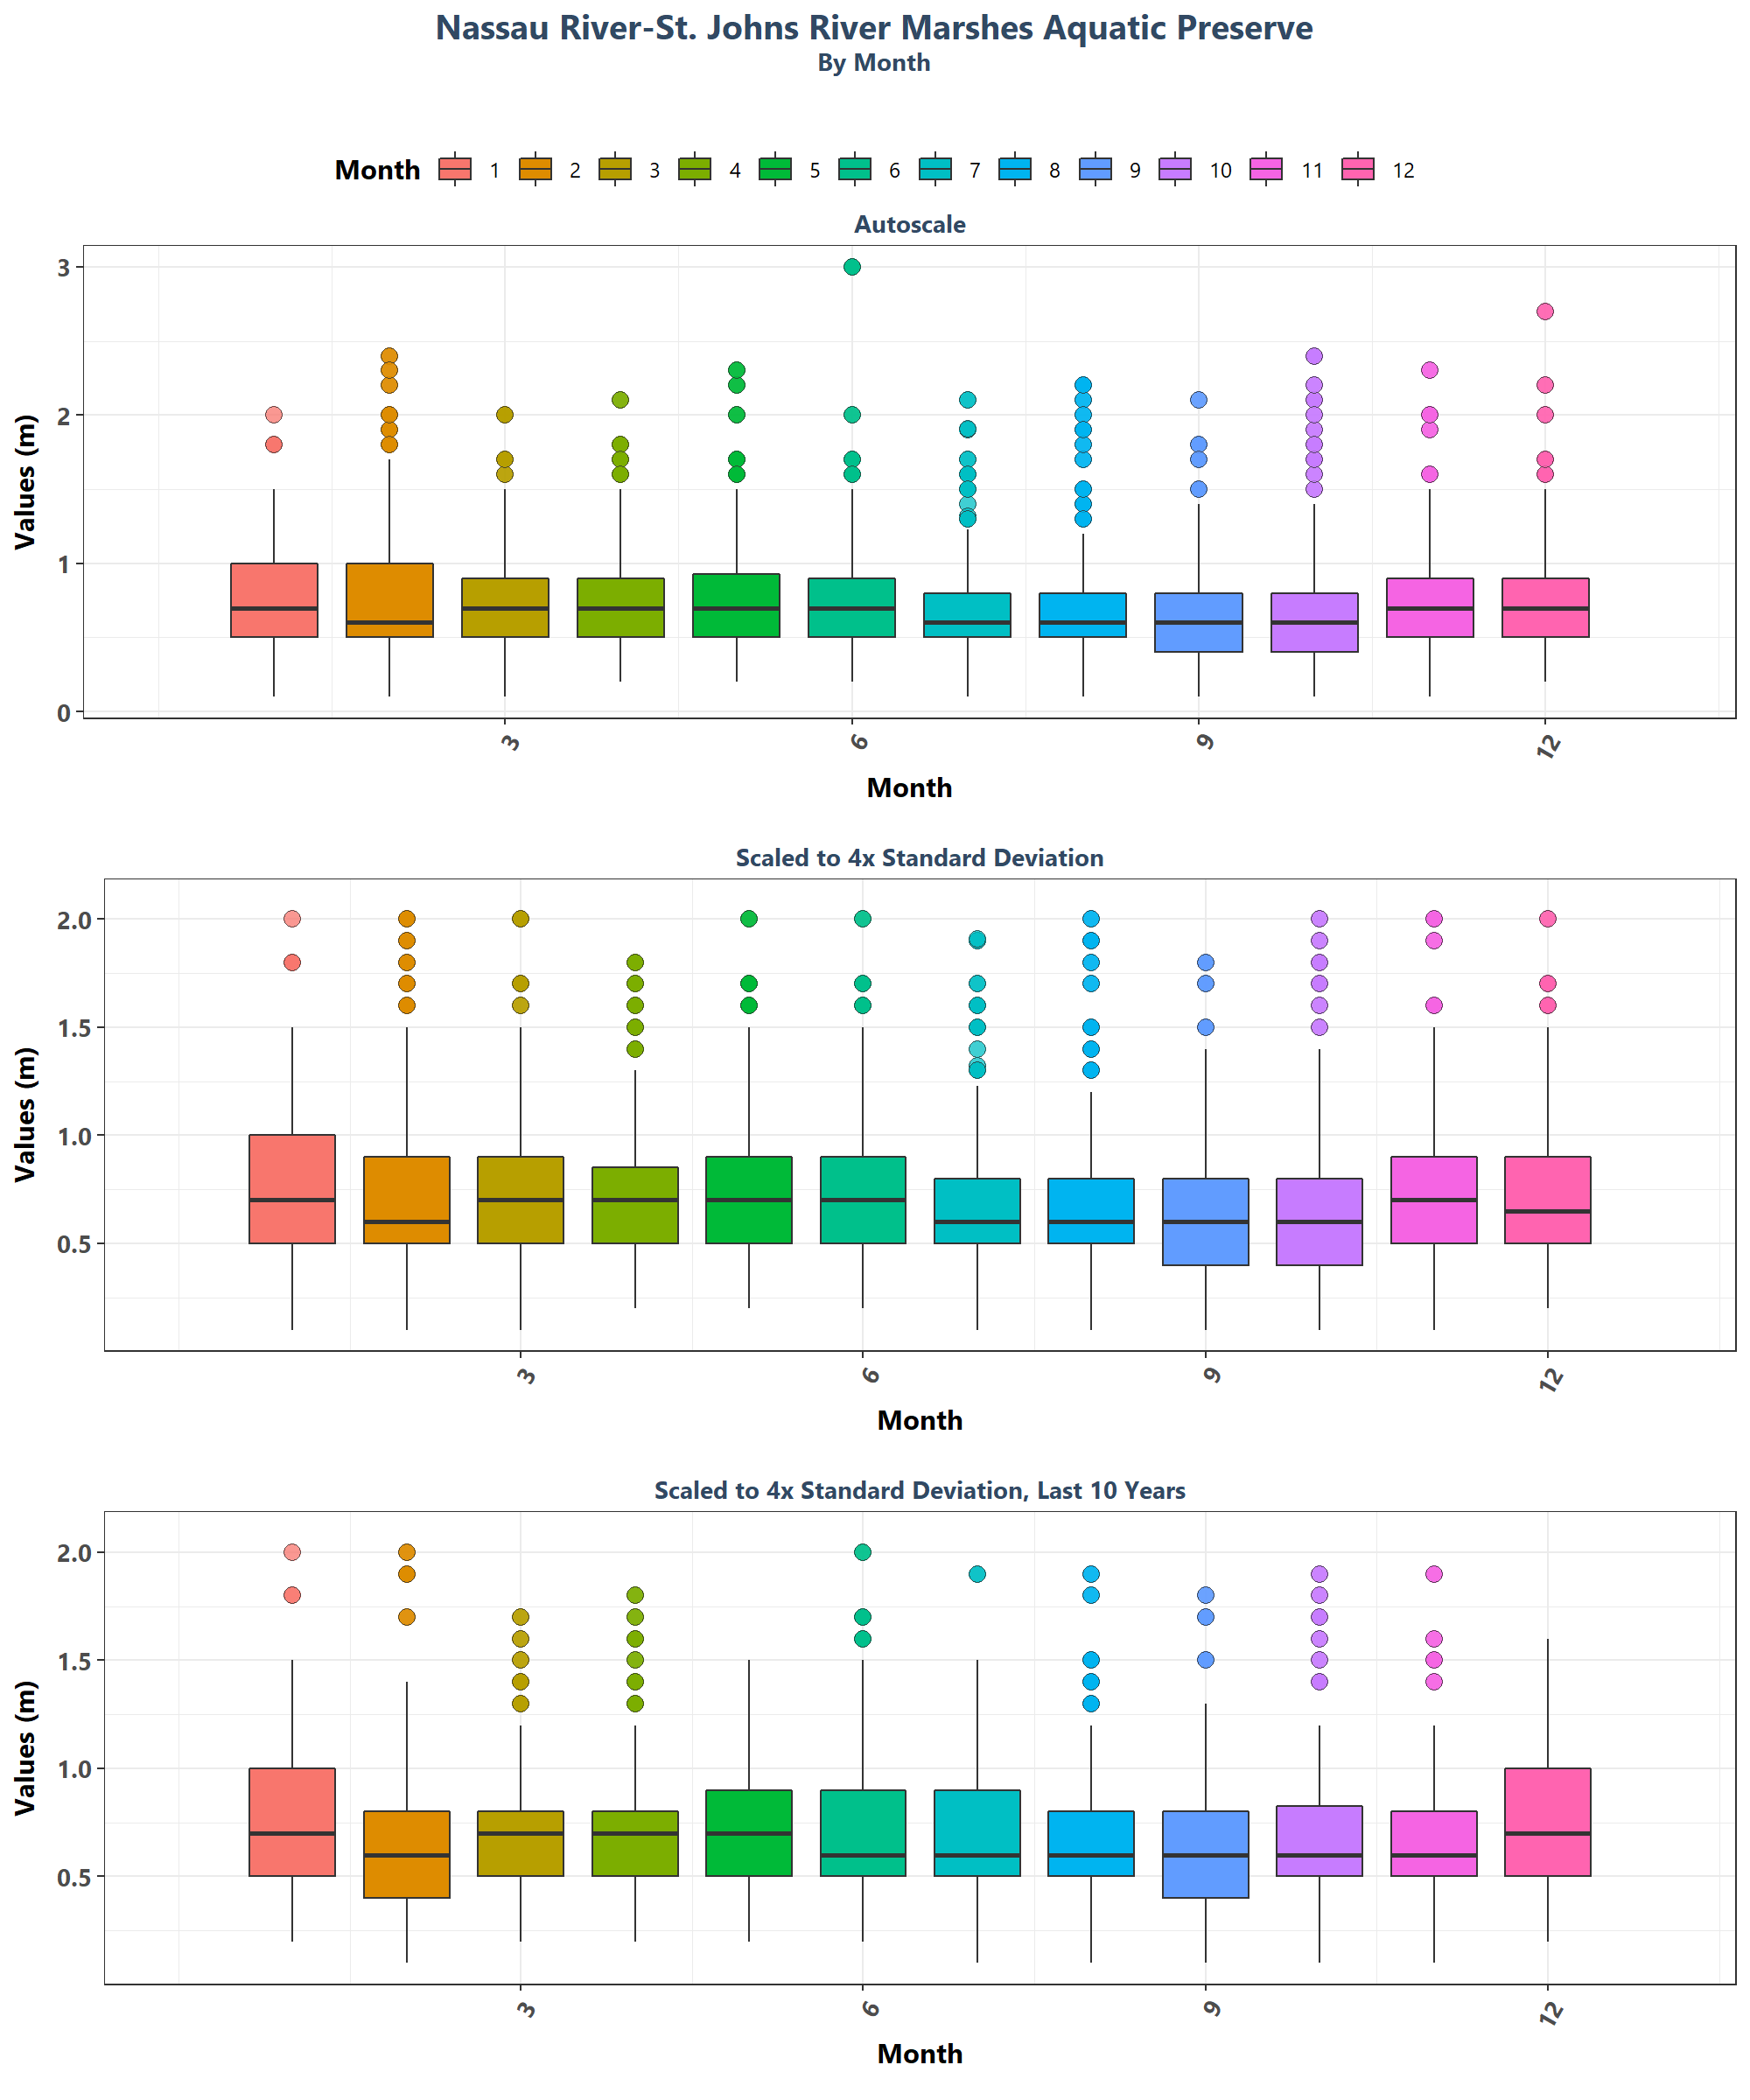 Nassau River-St. Johns River Marshes Aquatic Preserve
By Month
Month 1 2 3 4 5 6 7 8 9 10 11 12
Autoscale
Values (m)
3
2
1
0
3 6 9 12
Month
Scaled to 4x Standard Deviation
Values (m)
2.0
1.5
1.0
0.5
3 6 9 12
Month
Scaled to 4x Standard Deviation, Last 10 Years
Values (m)
2.0
1.5
1.0
0.5
3 6 9 12
Month